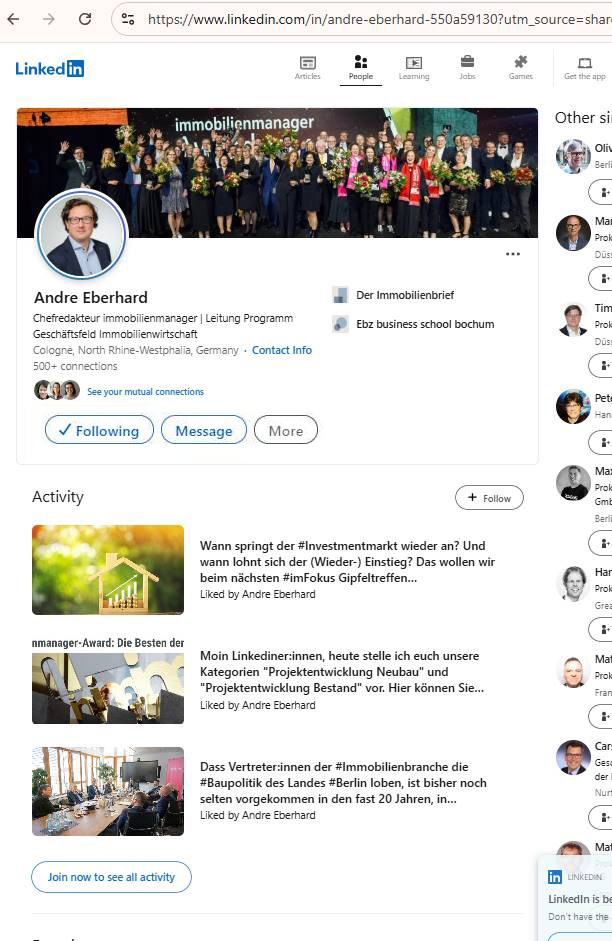 https://www.linkedin.com/in/andre-eberhard-550a59130?utm_source=shar
Linked in
Articles
People
Learning
Jobs
Games
Get the app
immobilienmanager
Andre Eberhard
Chefredakteur immobilienmanager | Leitung Programm
Geschäftsfeld Immobilienwirtschaft
Cologne, North Rhine-Westphalia, Germany · Contact Info
500+ connections
See your mutual connections
Following
Message
More
Der Immobilienbrief
Ebz business school bochum
Activity
+ Follow
Wann springt der #Investmentmarkt wieder an? Und
wann lohnt sich der (Wieder-) Einstieg? Das wollen wir
beim nächsten #imFokus Gipfeltreffen...
Liked by Andre Eberhard
nmanager-Award: Die Besten der
Moin Linkediner:innen, heute stelle ich euch unsere
Kategorien "Projektentwicklung Neubau" und
"Projektentwicklung Bestand" vor. Hier können Sie...
Liked by Andre Eberhard
Dass Vertreter:innen der #Immobilienbranche die
#Baupolitik des Landes #Berlin loben, ist bisher noch
selten vorgekommen in den fast 20 Jahren, in...
Liked by Andre Eberhard
Join now to see all activity
Other si
Oliv
Berli
Mar
Prok
Düss
Tim
Prok
Düss
Pete
Han
Max
Prok
Gmb
Berli
Han
Prok
Grea
Mat
Prok
Fran
Cars
Gesc
der I
Nurt
Mat
in LINKEDIN.
LinkedIn is be
Don't have the